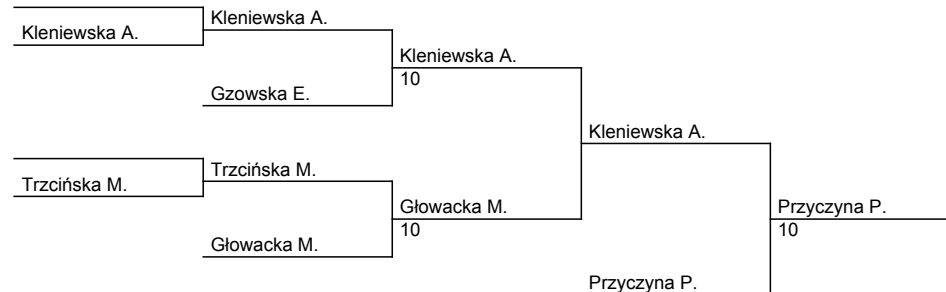 Kleniewska A.
Kleniewska A.
Kleniewska A.
10
Gzowska E.
Kleniewska A.
Trzcińska M.
Trzcińska M.
Głowacka M.
10
Głowacka M.
Przyczyna P.
10
Przyczyna P.